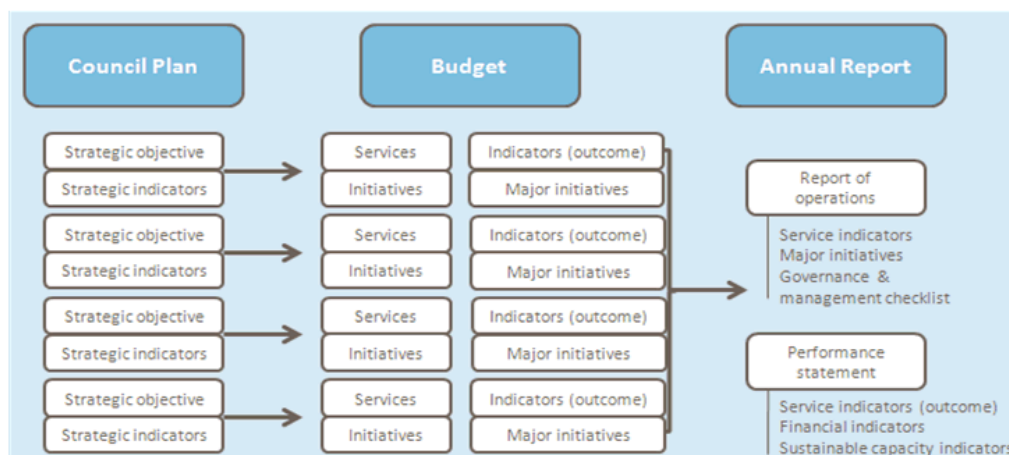 Council Plan
Budget
Annual Report
Strategic objective
Strategic indicators
Services
Initiatives
Indicators (outcome)
Major initiatives
Strategic objective
Strategic indicators
Services
Initiatives
Indicators (outcome)
Major initiatives
Strategic objective
Strategic indicators
Services
Initiatives
Indicators (outcome)
Major initiatives
Strategic objective
Strategic indicators
Services
Initiatives
Indicators (outcome)
Major initiatives
Report of
operations
Service indicators
Major initiatives
Governance &
management checklist
Performance
statement
Service indicators (outcome)
Financial indicators
Sustainable capacity indicators